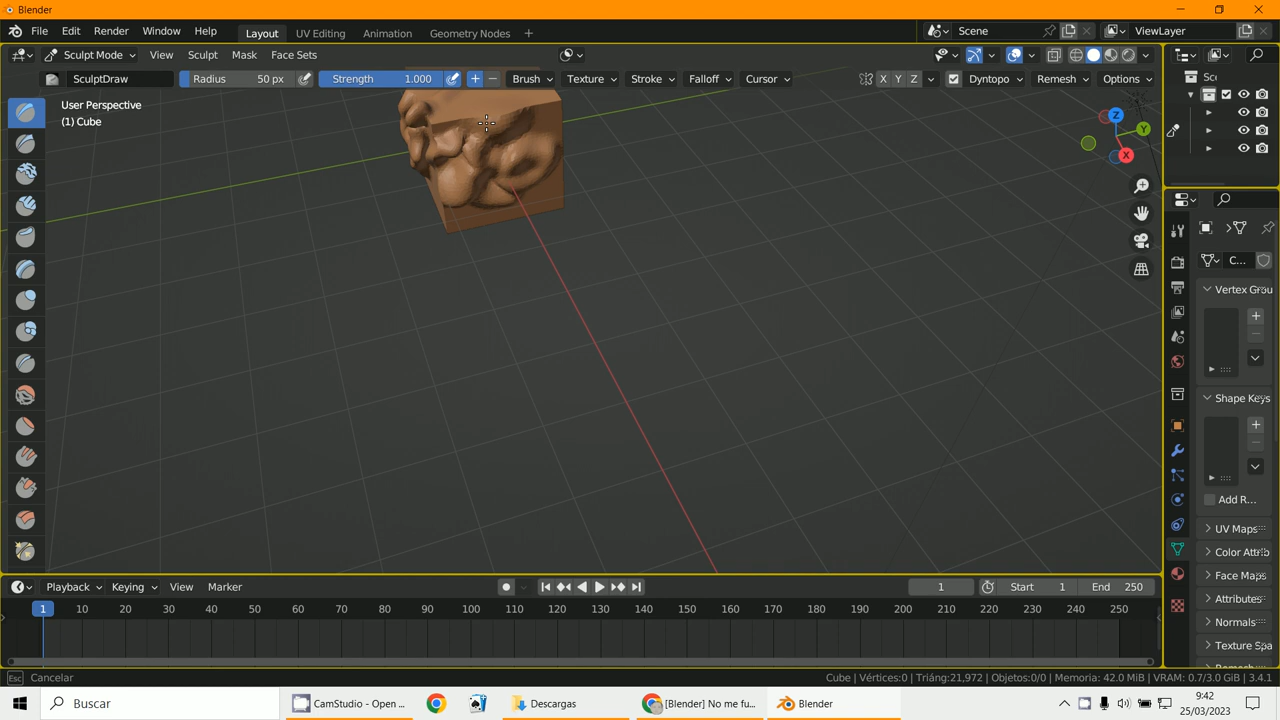 Blender
File Edit Render Window Help Layout UV Editing Animation Geometry Nodes + Scene ViewLayer
Sculpt Mode View Sculpt Mask Face Sets
SculptDraw Radius 50 px Strength 1.000 Brush Texture Stroke Falloff Cursor X Y Z Dyntopo Remesh Options
User Perspective
(1) Cube
Z
Y
X
C...
Vertex Grou
Shape Keys
Add R...
UV Maps
Color Attrib
Face Maps
Attributes
Normals
Texture Spa
Remesh
Playback Keying View Marker 1 Start 1 End 250
1 10 20 30 40 50 60 70 80 90 100 110 120 130 140 150 160 170 180 190 200 210 220 230 240 250
Esc Cancelar Cube | Vértices:0 | Triáng:21,972 | Objetos:0/0 | Memoria: 42.0 MiB | VRAM: 0.7/3.0 GiB | 3.4.1
Buscar CamStudio - Open ... Descargas [Blender] No me fu... Blender
9:42
25/03/2023